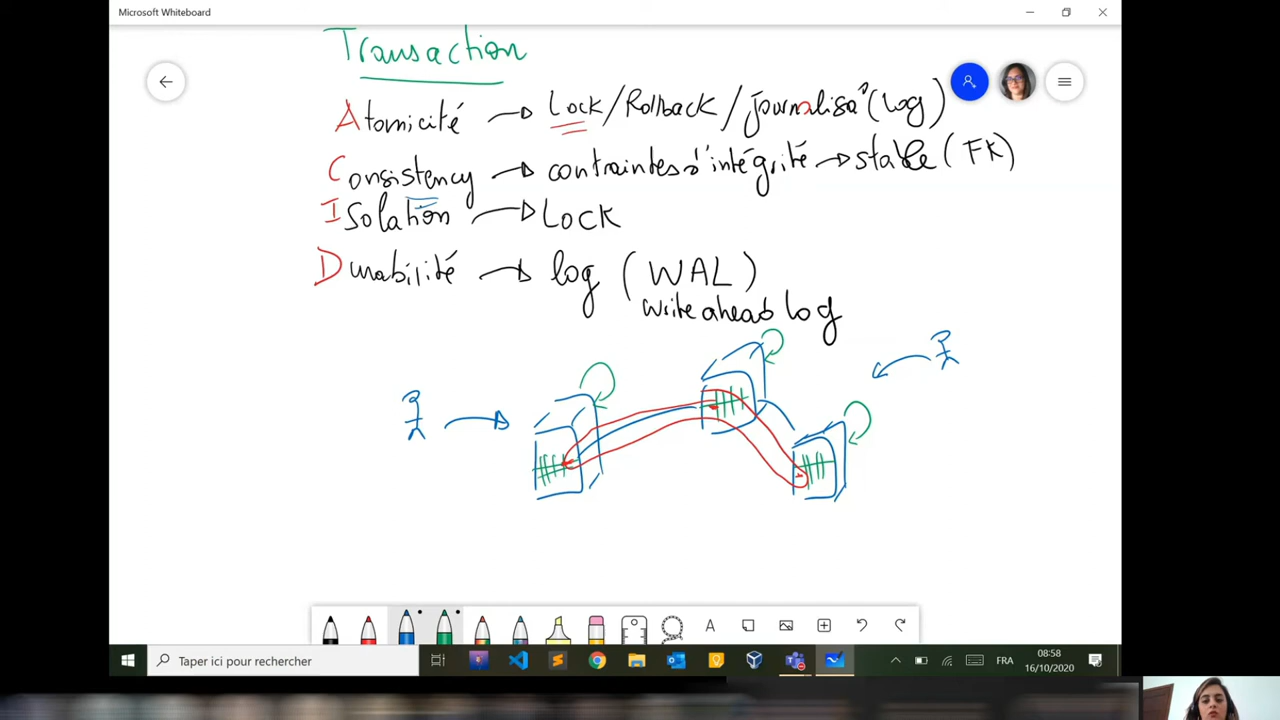 Microsoft Whiteboard
Transaction
Atomicité → Lock/Rollback/journalisa°(log)
Consistency → contraintes d'intégrité → stable (FK)
Isolation → Lock
Durabilité → log (WAL)
write ahead log
Taper ici pour rechercher
FRA
08:58
16/10/2020